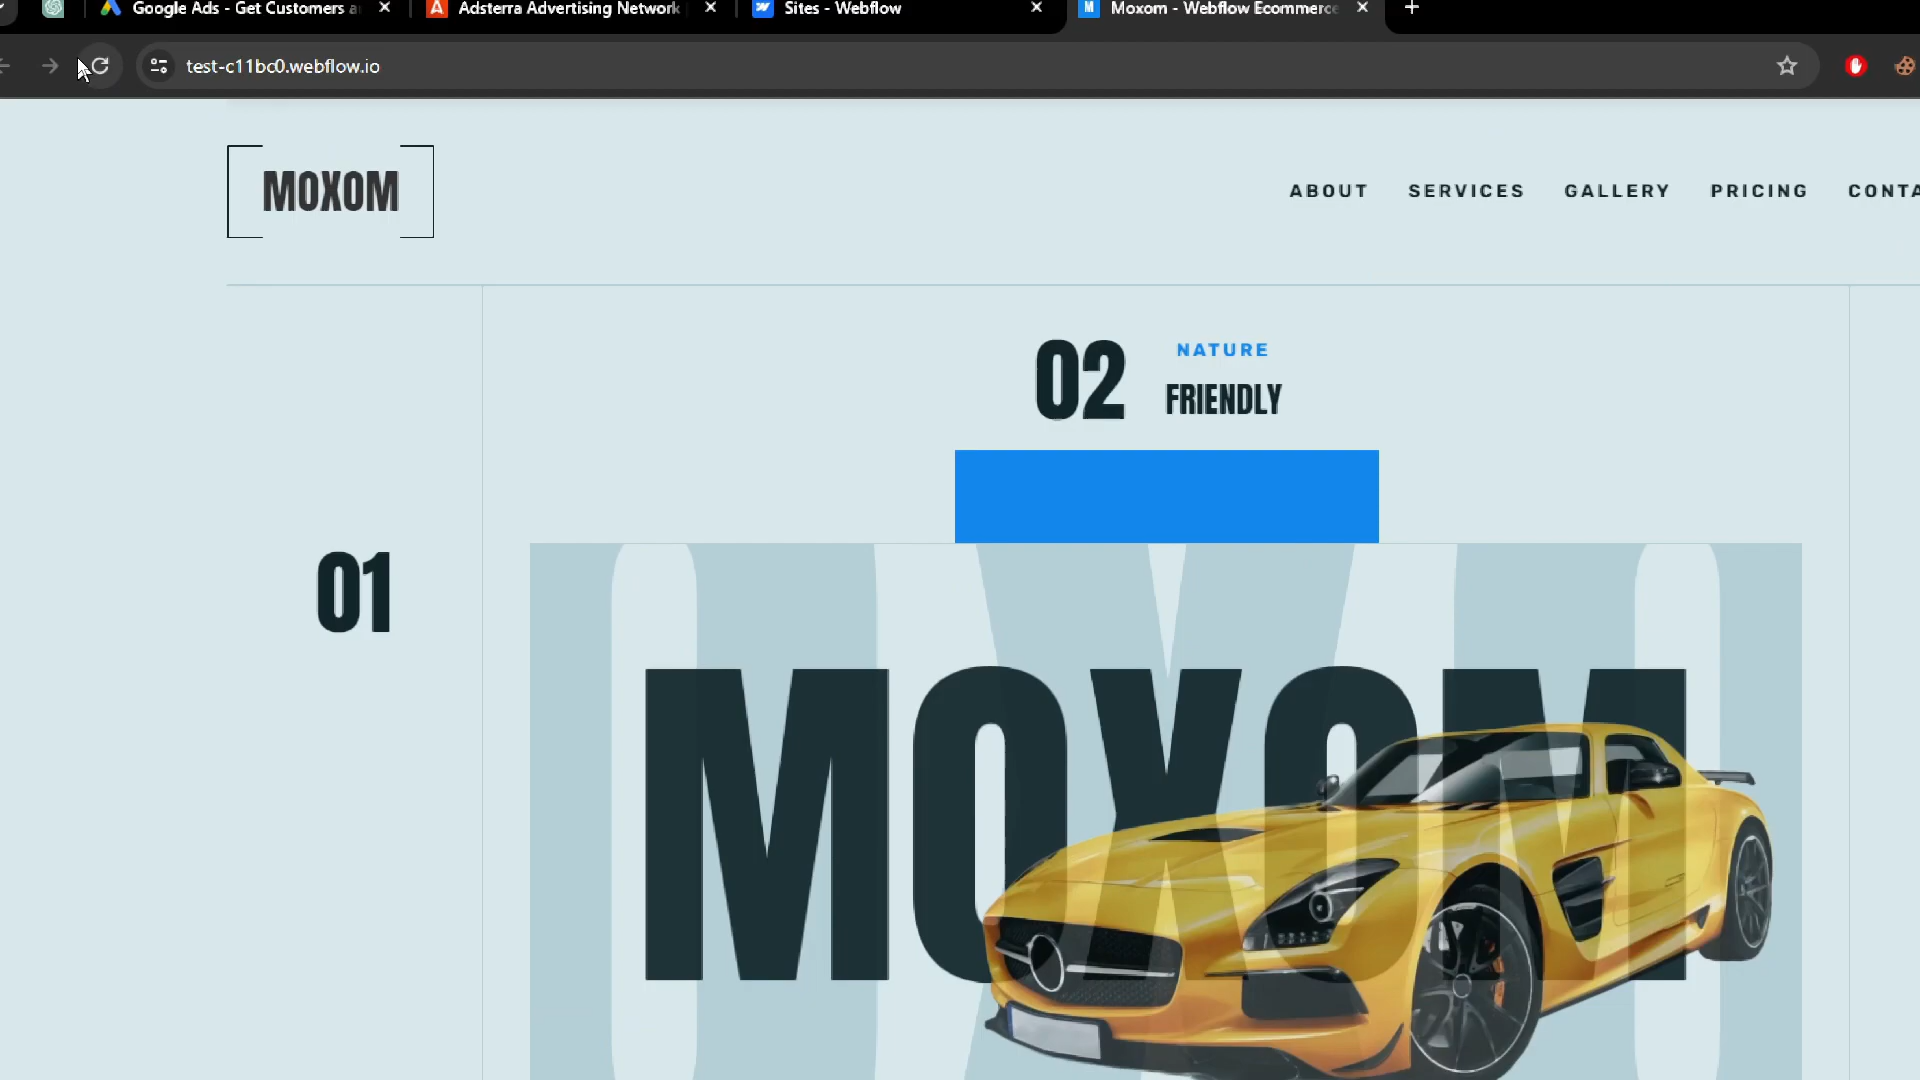 Google Ads - Get Customers a
Adsterra Advertising Network
Sites - Webflow
Moxom - Webflow Ecommerce
test-c11bc0.webflow.io
MOXOM
ABOUT SERVICES GALLERY PRICING CONTA
02
NATURE
FRIENDLY
01
MOXOM